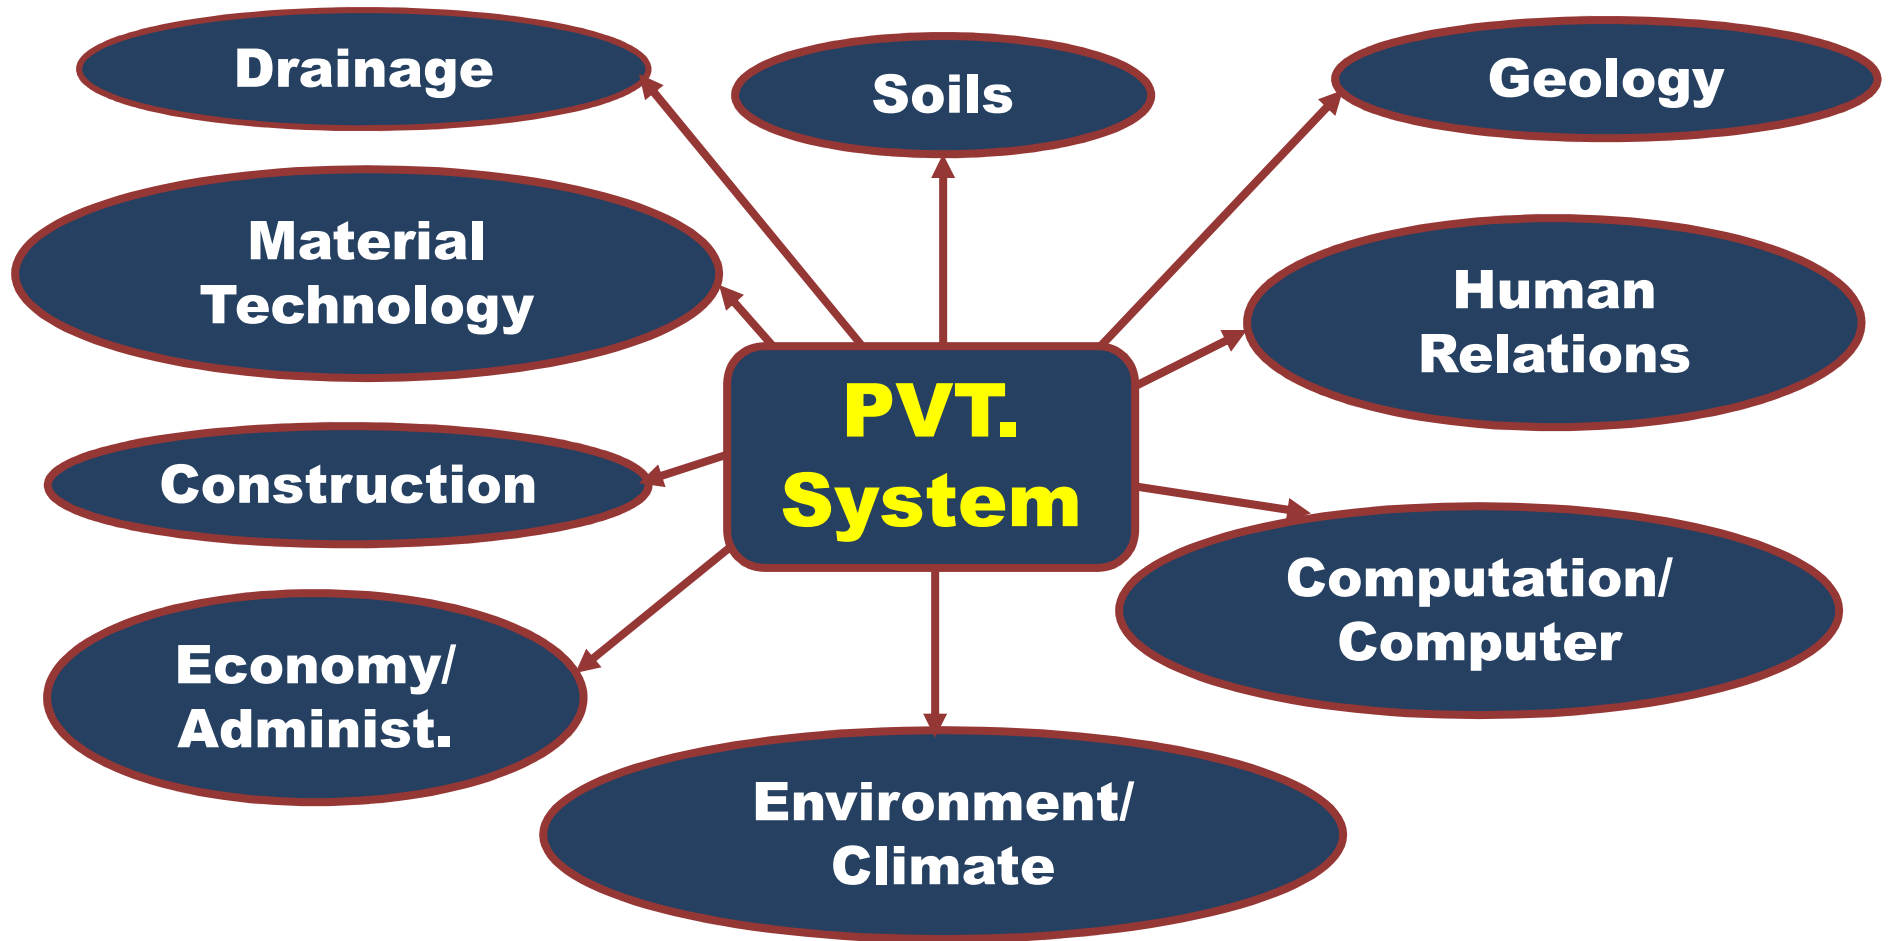 Drainage
Soils
Geology
Material
Technology
Human
Relations
PVT.
System
Construction
Computation/
Computer
Economy/
Administ.
Environment/
Climate